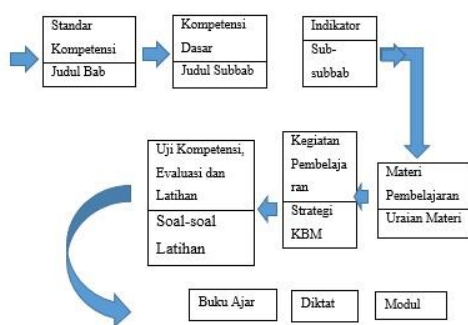 Standar
Kompetensi
Judul Bab
Kompetensi
Dasar
Judul Subbab
Indikator
Sub-
subbab
Materi
Pembelajaran
Uraian Materi
Kegiatan
Pembelaja
ran
Strategi
KBM
Uji Kompetensi,
Evaluasi dan
Latihan
Soal-soal
Latihan
Buku Ajar
Diktat
Modul